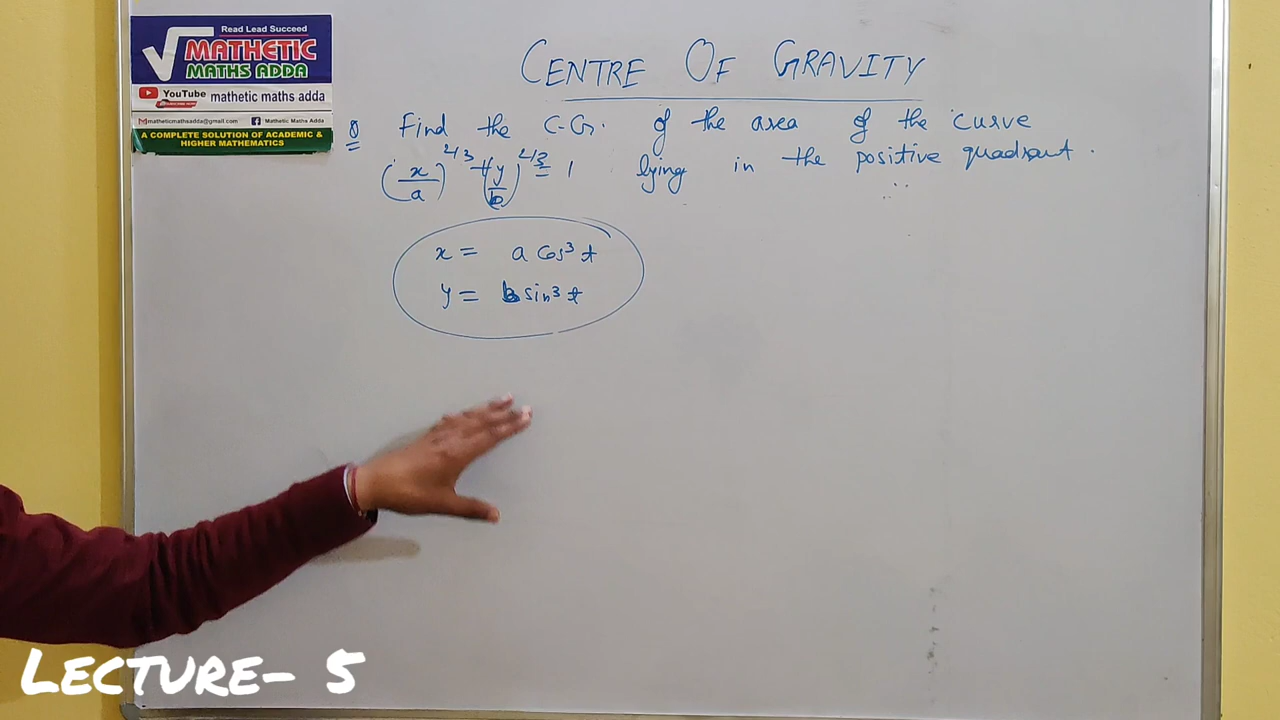 Read Lead Succeed
MATHETIC
MATHS ADDA
YouTube mathetic maths adda
matheticmathsadda@gmail.com Mathetic Maths Adda
A COMPLETE SOLUTION OF ACADEMIC &
HIGHER MATHEMATICS
CENTRE OF GRAVITY
Q Find the C.G. of the area of the curve
(x/a)^2/3 + (y/b)^2/3 = 1 lying in the positive quadrant.
x = a cos³ t
y = b sin³ t
LECTURE- 5